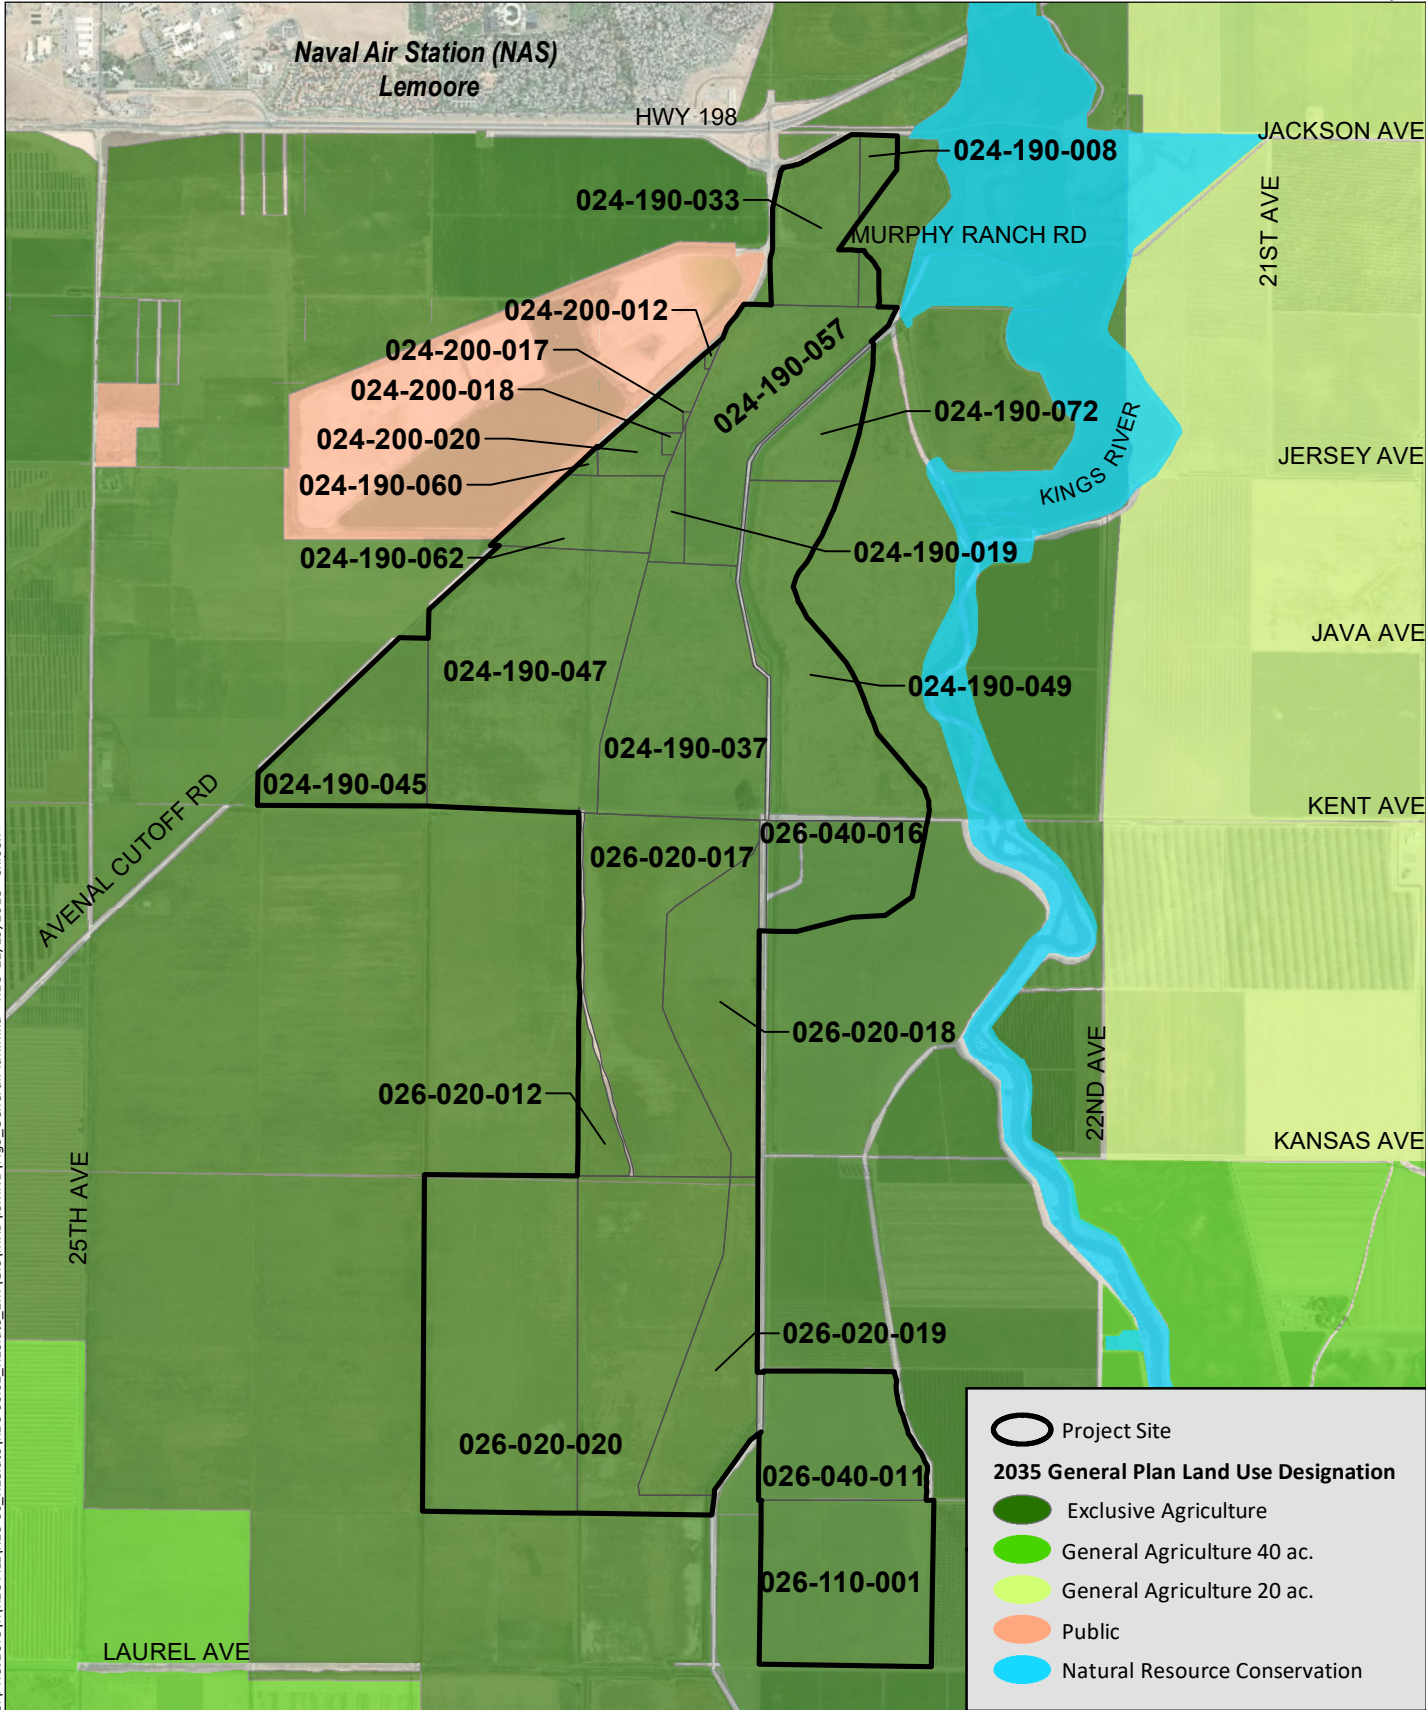 Naval Air Station (NAS)
Lemoore
HWY 198
JACKSON AVE
024-190-008
024-190-033
21ST AVE
MURPHY RANCH RD
024-200-012
024-190-057
024-200-017
024-200-018
024-190-072
024-200-020
KINGS RIVER
JERSEY AVE
024-190-060
024-190-019
024-190-062
JAVA AVE
024-190-047
024-190-049
024-190-037
024-190-045
KENT AVE
AVENAL CUTOFF RD
026-040-016
026-020-017
026-020-018
22ND AVE
026-020-012
KANSAS AVE
25TH AVE
026-020-019
026-020-020
026-040-011
026-110-001
LAUREL AVE
Project Site
2035 General Plan Land Use Designation
Exclusive Agriculture
General Agriculture 40 ac.
General Agriculture 20 ac.
Public
Natural Resource Conservation